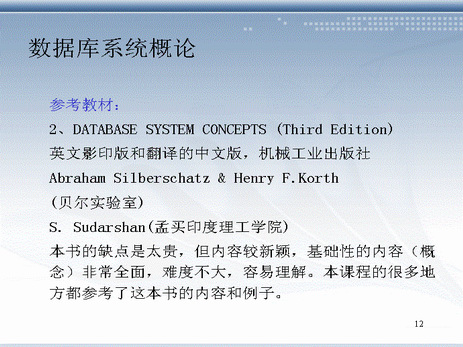 数据库系统概论
参考教材：
2、DATABASE SYSTEM CONCEPTS (Third Edition)
英文影印版和翻译的中文版，机械工业出版社
Abraham Silberschatz & Henry F.Korth
(贝尔实验室)
S. Sudarshan(孟买印度理工学院)
本书的缺点是太贵，但内容较新颖，基础性的内容（概
念）非常全面，难度不大，容易理解。本课程的很多地
方都参考了这本书的内容和例子。
12